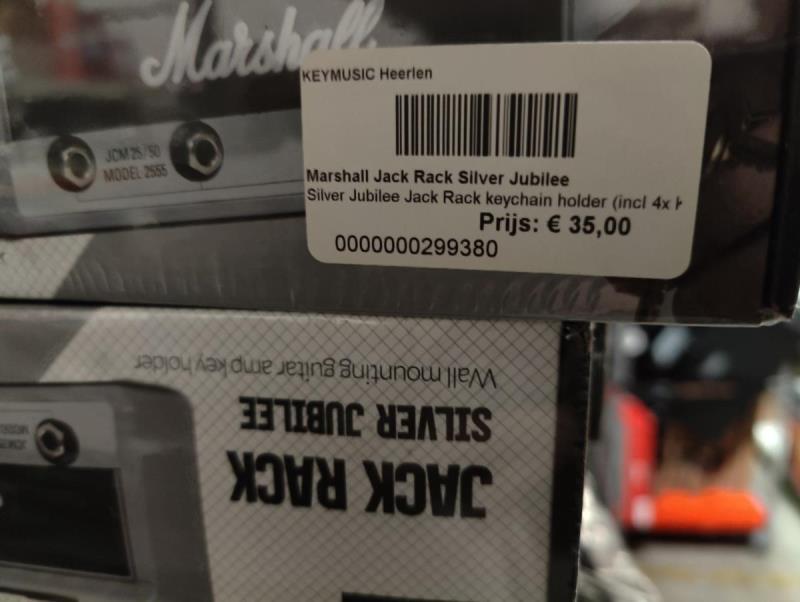 Marshall
JCM 25/50
MODEL 2555
KEYMUSIC Heerlen
Marshall Jack Rack Silver Jubilee
Silver Jubilee Jack Rack keychain holder (incl 4x
Prijs: € 35,00
0000000299380
Wall mounting guitar amp key holder
SILVER JUBILEE
JACK RACK